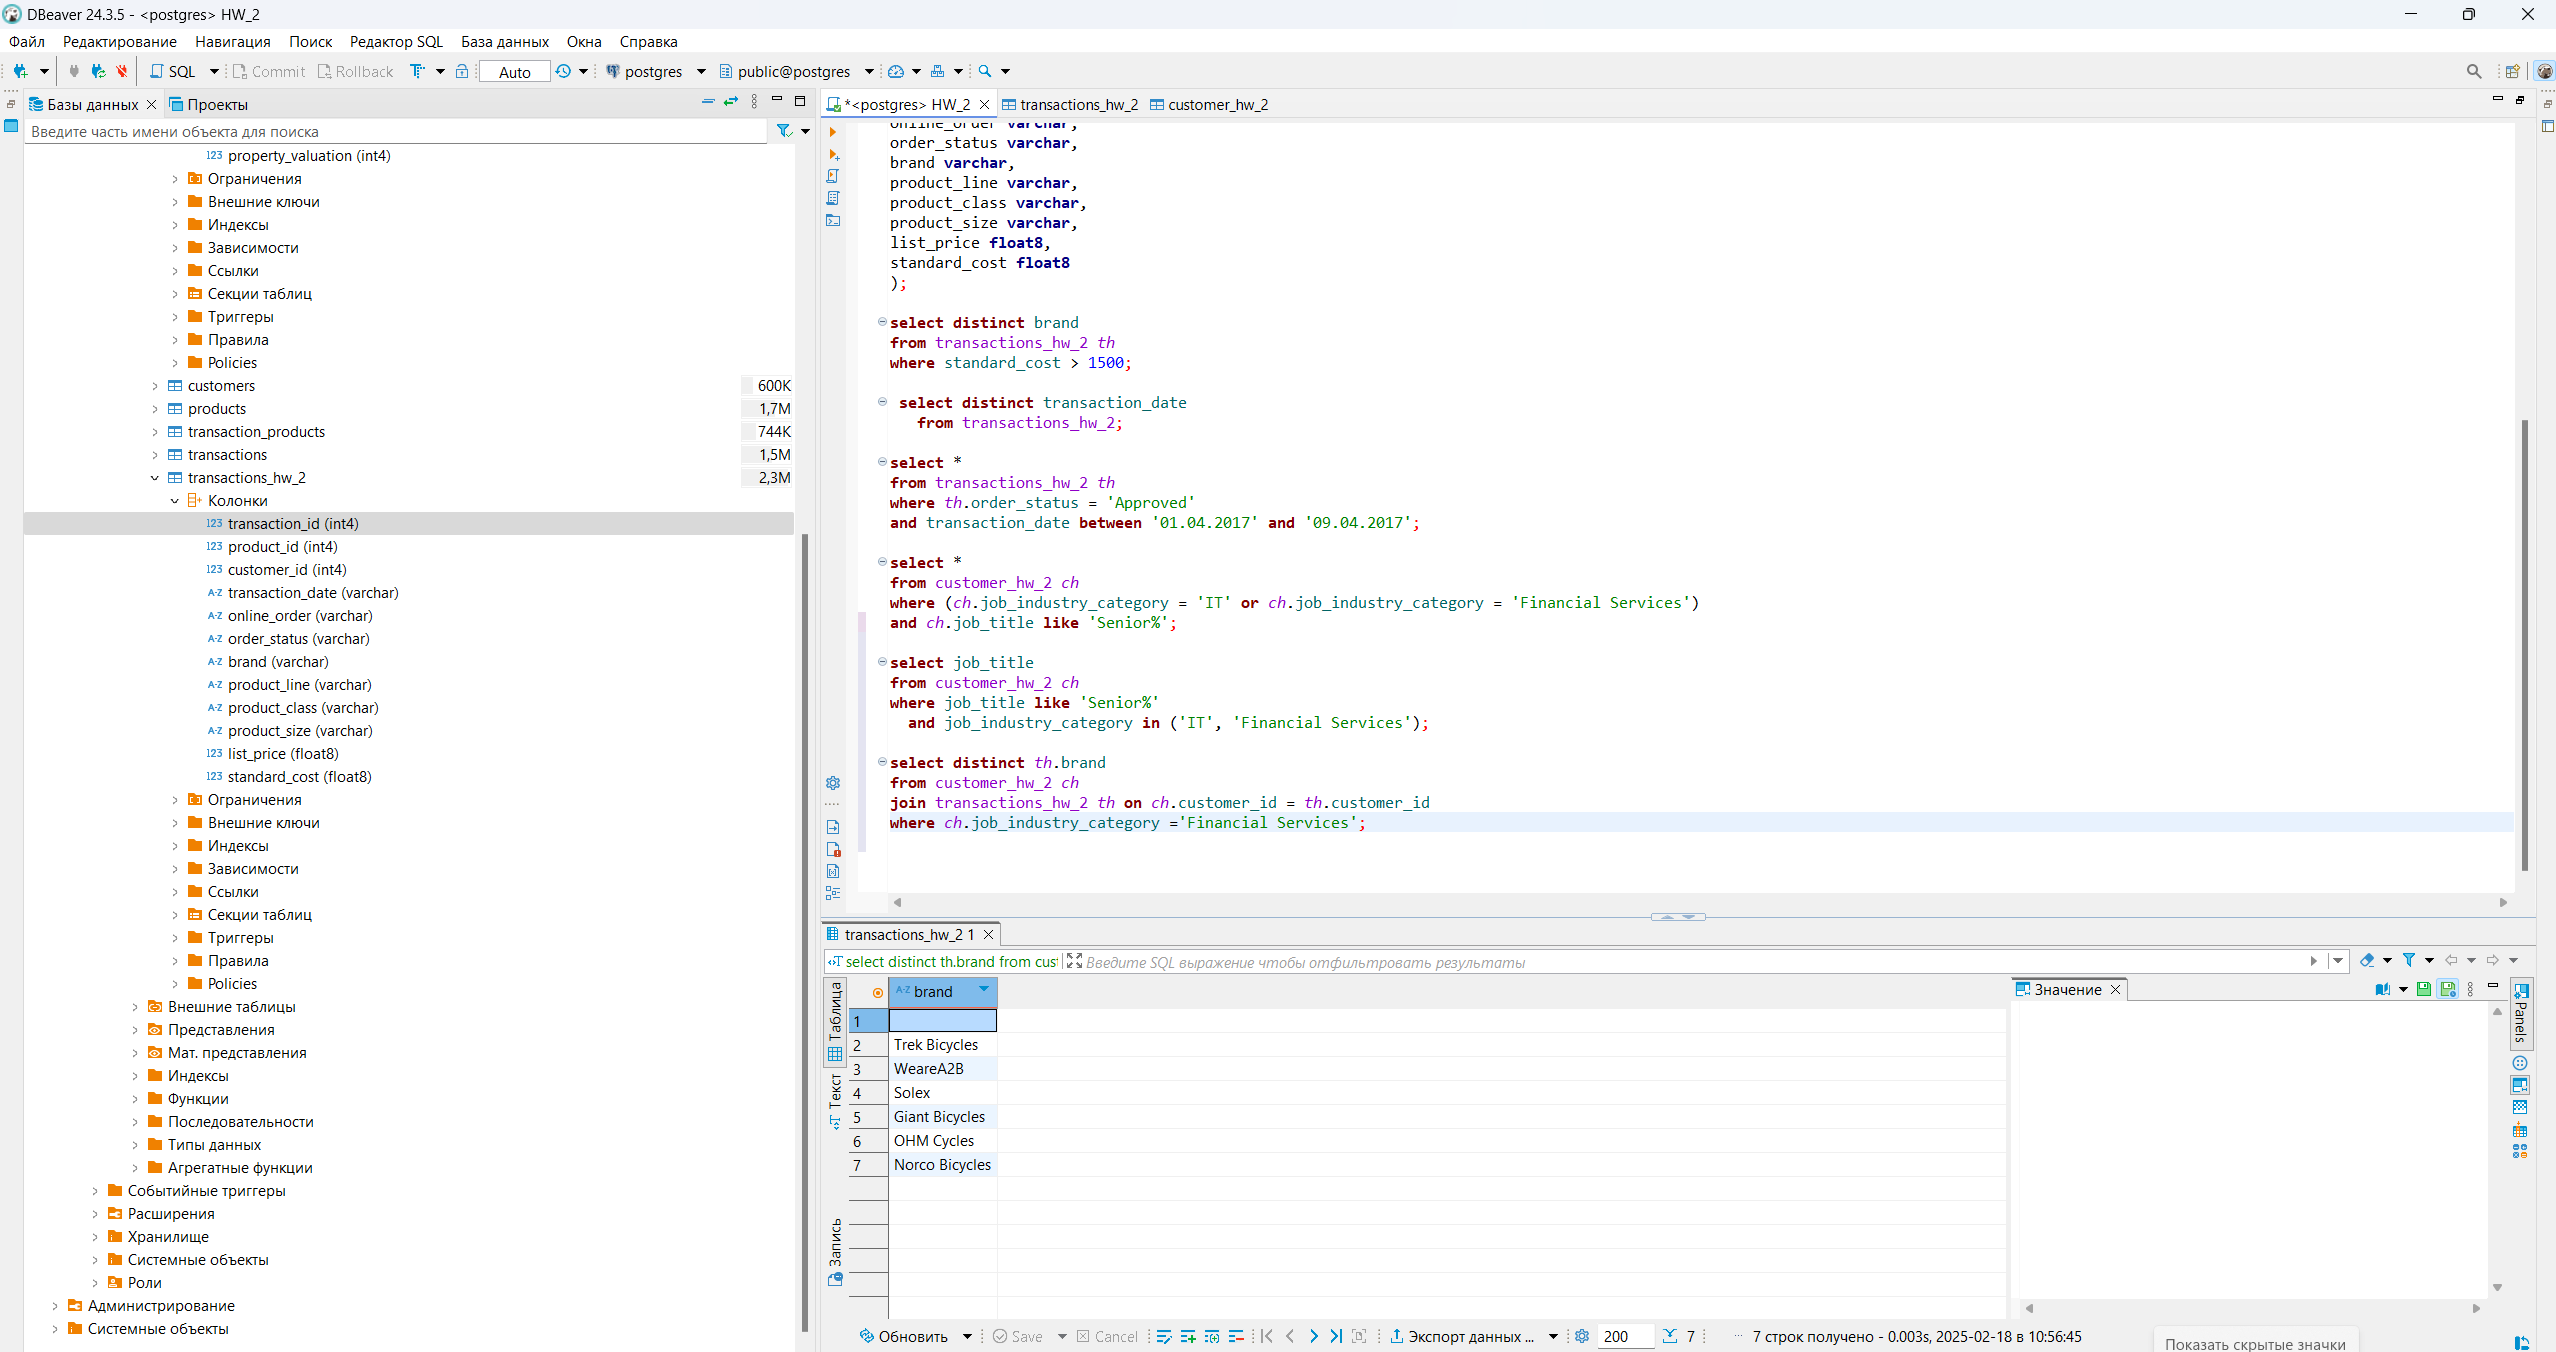 DBeaver 24.3.5 - <postgres> HW_2
Файл Редактирование Навигация Поиск Редактор SQL База данных Окна Справка
SQL Commit Rollback Auto postgres public@postgres
Базы данных Проекты
Введите часть имени объекта для поиска
123 property_valuation (int4)
Ограничения
Внешние ключи
Индексы
Зависимости
Ссылки
Секции таблиц
Триггеры
Правила
Policies
customers 600K
products 1,7M
transaction_products 744K
transactions 1,5M
transactions_hw_2 2,3M
Колонки
123 transaction_id (int4)
123 product_id (int4)
123 customer_id (int4)
A-Z transaction_date (varchar)
A-Z online_order (varchar)
A-Z order_status (varchar)
A-Z brand (varchar)
A-Z product_line (varchar)
A-Z product_class (varchar)
A-Z product_size (varchar)
123 list_price (float8)
123 standard_cost (float8)
Ограничения
Внешние ключи
Индексы
Зависимости
Ссылки
Секции таблиц
Триггеры
Правила
Policies
Внешние таблицы
Представления
Мат. представления
Индексы
Функции
Последовательности
Типы данных
Агрегатные функции
Событийные триггеры
Расширения
Хранилище
Системные объекты
Роли
Администрирование
Системные объекты
*<postgres> HW_2 transactions_hw_2 customer_hw_2
online_order varchar,
order_status varchar,
brand varchar,
product_line varchar,
product_class varchar,
product_size varchar,
list_price float8,
standard_cost float8
);
select distinct brand
from transactions_hw_2 th
where standard_cost > 1500;
select distinct transaction_date
from transactions_hw_2;
select *
from transactions_hw_2 th
where th.order_status = 'Approved'
and transaction_date between '01.04.2017' and '09.04.2017';
select *
from customer_hw_2 ch
where (ch.job_industry_category = 'IT' or ch.job_industry_category = 'Financial Services')
and ch.job_title like 'Senior%';
select job_title
from customer_hw_2 ch
where job_title like 'Senior%'
and job_industry_category in ('IT', 'Financial Services');
select distinct th.brand
from customer_hw_2 ch
join transactions_hw_2 th on ch.customer_id = th.customer_id
where ch.job_industry_category ='Financial Services';
transactions_hw_2 1
select distinct th.brand from cus Введите SQL выражение чтобы отфильтровать результаты
Таблица
Текст
Запись
A-Z brand
1
2 Trek Bicycles
3 WeareA2B
4 Solex
5 Giant Bicycles
6 OHM Cycles
7 Norco Bicycles
Значение
Panels
Обновить Save Cancel Экспорт данных ... 200 7 7 строк получено - 0.003s, 2025-02-18 в 10:56:45
Показать скрытые значки